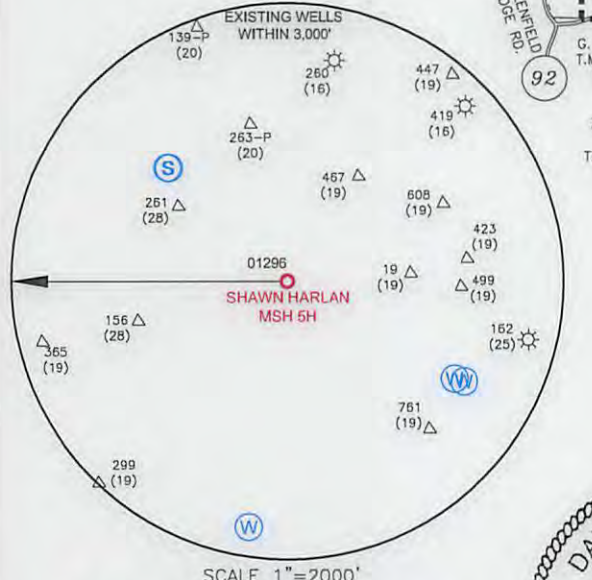 EXISTING WELLS
WITHIN 3,000'
139-P
(20)
260
(16)
447
(19)
419
(16)
263-P
(20)
S
261
(28)
467
(19)
608
(19)
423
(19)
01296
19
(19)
499
(19)
SHAWN HARLAN
MSH 5H
156
(28)
162
(25)
365
(19)
W
W
761
(19)
299
(19)
W
SCALE 1"=2000'
RD.
92
G.
DA